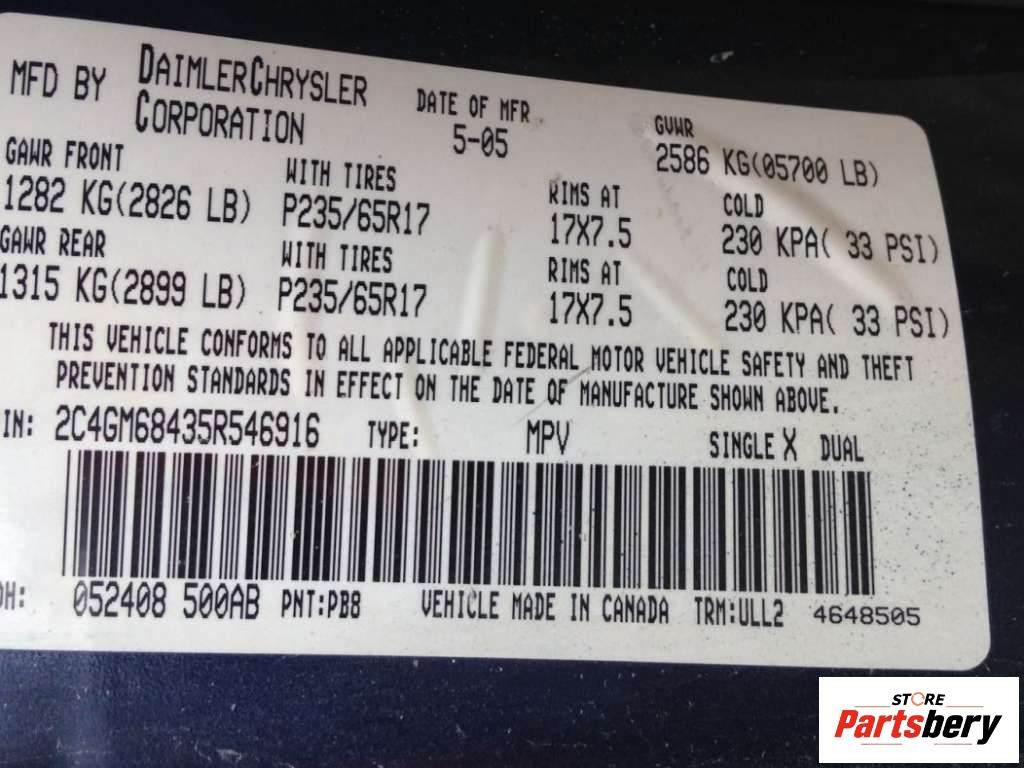 MFD BY DAIMLERCHRYSLER CORPORATION DATE OF MFR 5-05 GVWR 2586 KG(05700 LB)
GAWR FRONT WITH TIRES RIMS AT COLD
1282 KG(2826 LB) P235/65R17 17X7.5 230 KPA( 33 PSI)
GAWR REAR WITH TIRES RIMS AT COLD
1315 KG(2899 LB) P235/65R17 17X7.5 230 KPA( 33 PSI)
THIS VEHICLE CONFORMS TO ALL APPLICABLE FEDERAL MOTOR VEHICLE SAFETY AND THEFT
PREVENTION STANDARDS IN EFFECT ON THE DATE OF MANUFACTURE SHOWN ABOVE.
IN: 2C4GM68435R546916 TYPE: MPV SINGLE X DUAL
DH: 052408 500AB PNT:PB8 VEHICLE MADE IN CANADA TRM:ULL2 4648505
STORE
Partsbery